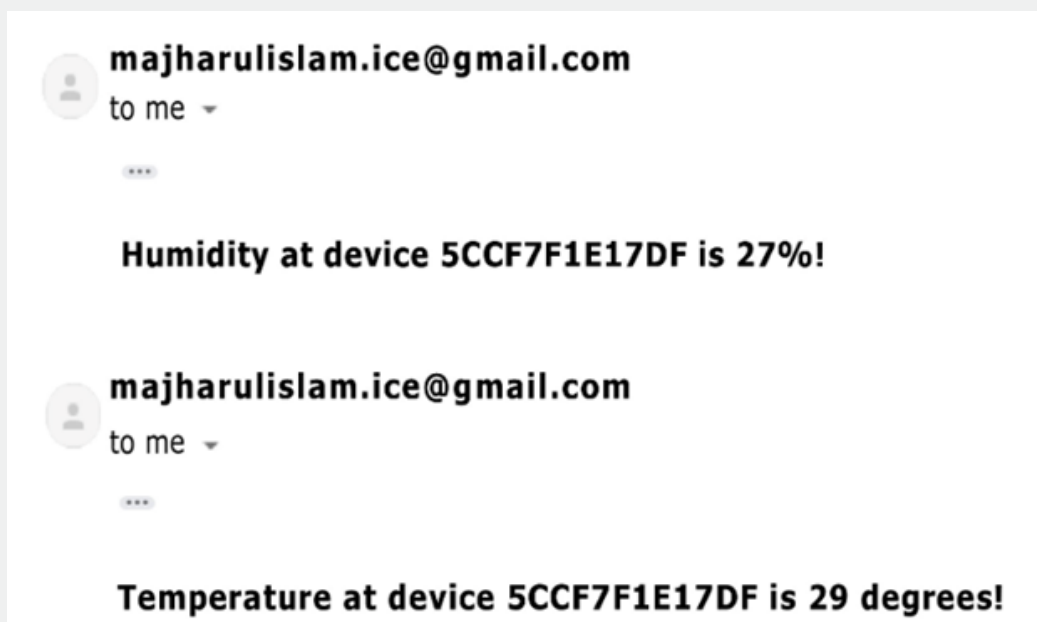 majharulislam.ice@gmail.com
to me
Humidity at device 5CCF7F1E17DF is 27%!
majharulislam.ice@gmail.com
to me
Temperature at device 5CCF7F1E17DF is 29 degrees!